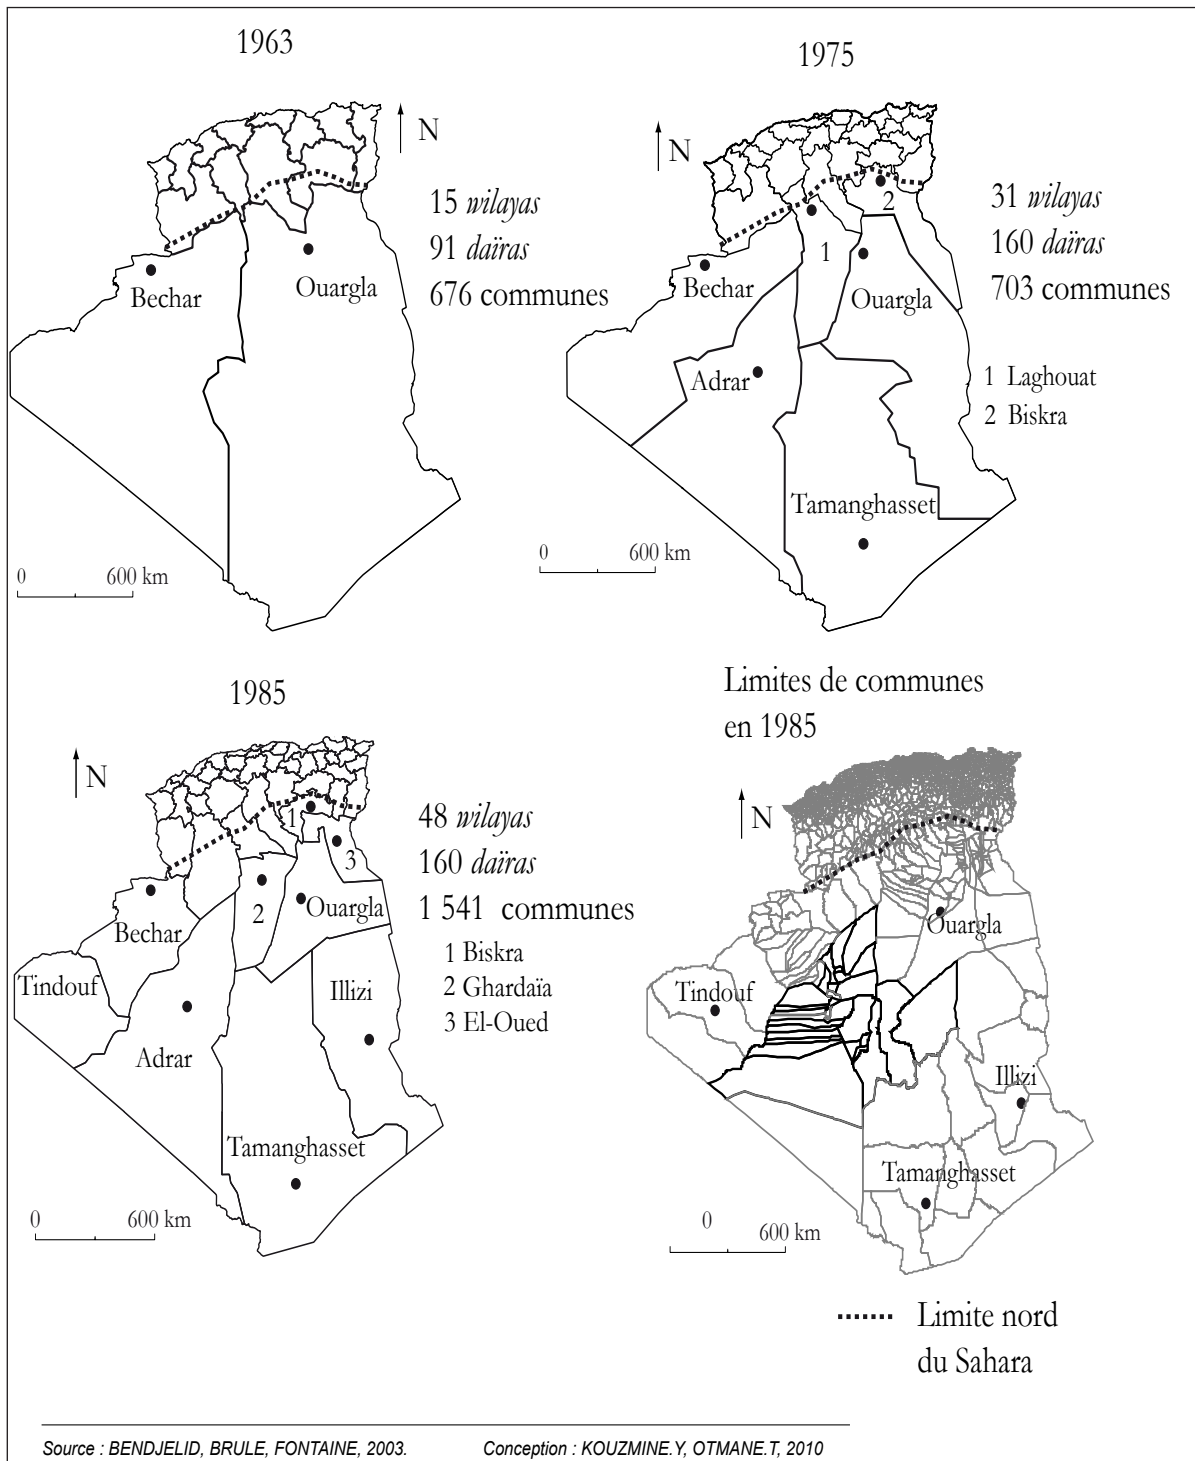 1963
N
15 wilayas
91 daïras
676 communes
Bechar
Ouargla
0 600 km
1975
N
31 wilayas
160 daïras
703 communes
1
2
Bechar
Ouargla
Adrar
Tamanghasset
1 Laghouat
2 Biskra
0 600 km
1985
N
48 wilayas
160 daïras
1 541 communes
1 Biskra
2 Ghardaïa
3 El-Oued
1
2
3
Bechar
Ouargla
Tindouf
Illizi
Adrar
Tamanghasset
0 600 km
Limites de communes
en 1985
N
Ouargla
Tindouf
Illizi
Tamanghasset
0 600 km
Limite nord
du Sahara
Source : BENDJELID, BRULE, FONTAINE, 2003. Conception : KOUZMINE.Y, OTMANE.T, 2010